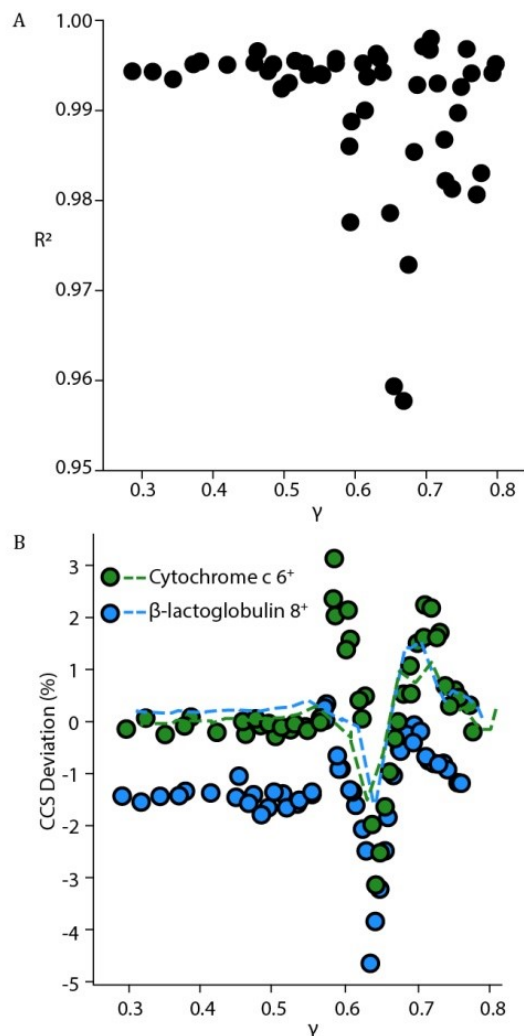 A
1.00
0.99
0.98
R²
0.97
0.96
0.95
0.3 0.4 0.5 0.6 0.7 0.8
γ
B
3
Cytochrome c 6⁺
2
β-lactoglobulin 8⁺
1
0
CCS Deviation (%)
-1
-2
-3
-4
-5
0.3 0.4 0.5 0.6 0.7 0.8
γ